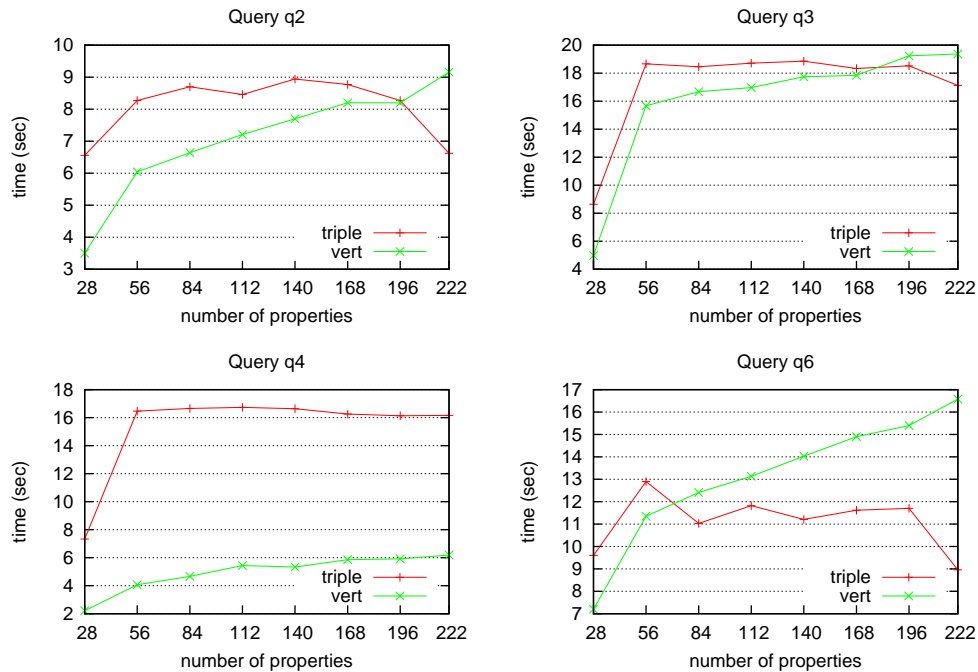 Query q2
10
9
8
7
6
5
4
3
time (sec)
triple
vert
28 56 84 112 140 168 196 222
number of properties
Query q3
20
18
16
14
12
10
8
6
4
time (sec)
triple
vert
28 56 84 112 140 168 196 222
number of properties
Query q4
18
16
14
12
10
8
6
4
2
time (sec)
triple
vert
28 56 84 112 140 168 196 222
number of properties
Query q6
17
16
15
14
13
12
11
10
9
8
7
time (sec)
triple
vert
28 56 84 112 140 168 196 222
number of properties